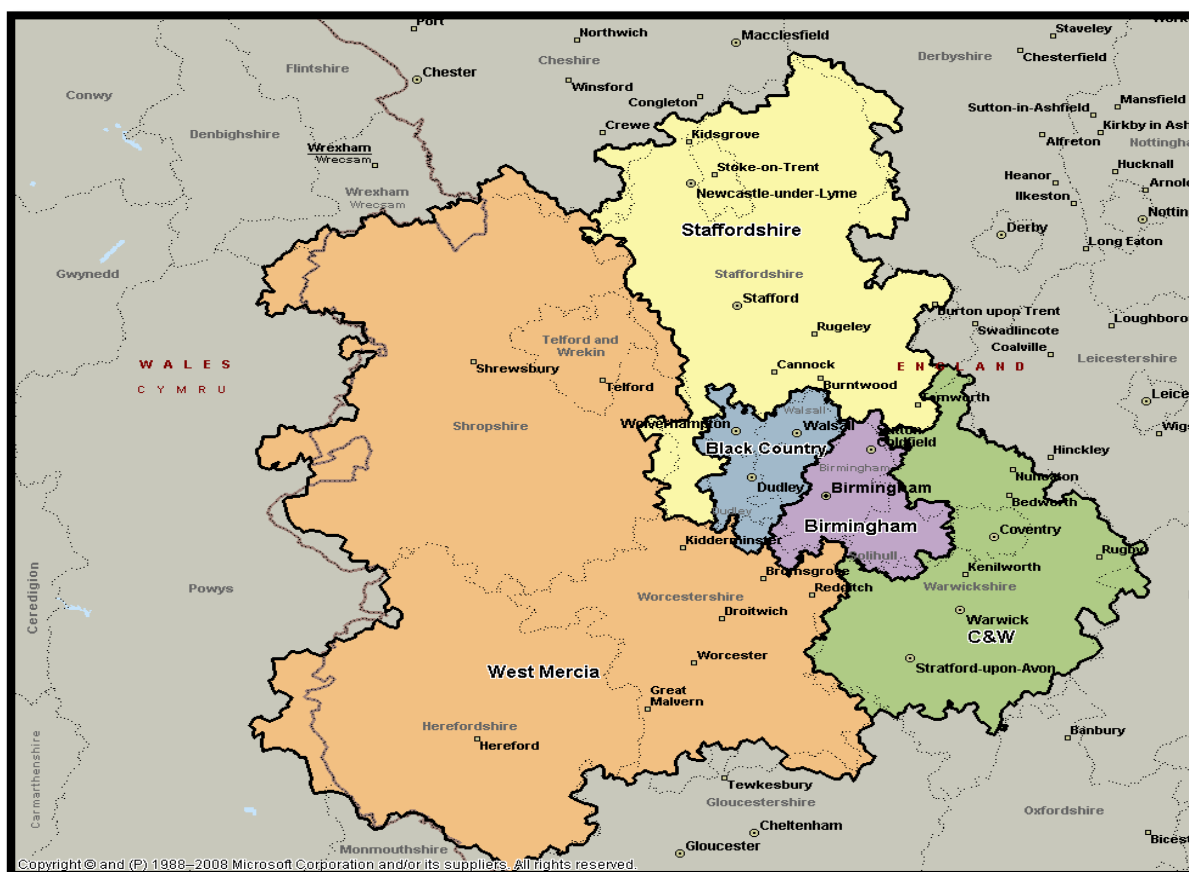 Port
Northwich
Macclesfield
Staveley
Cheshire
Derbyshire
Chesterfield
Flintshire
Chester
Winsford
Conwy
Congleton
Sutton-in-Ashfield
Mansfield
Denbighshire
Crewe
Kidsgrove
Kirkby in Ash
Alfreton
Nottingha
Wrexham
Wrecsam
Stoke-on-Trent
Hucknall
Heanor
Arnol
Wrexham
Wrecsam
Newcastle-under-Lyme
Ilkeston
Nottin
Staffordshire
Derby
Long Eaton
Gwynedd
Staffordshire
Stafford
Burton upon Trent
Swadlincote
Loughboro
Rugeley
Telford and
Wrekin
Coalville
Leicestershire
WALES
CYMRU
Shrewsbury
Telford
Cannock
ENGLAND
Burntwood
Tamworth
Leice
Walsall
Shropshire
Wolverhampton
Walsall
Sutton
Coldfield
Wigs
Black Country
Hinckley
Birmingham
Nuneaton
Dudley
Birmingham
Bedworth
Dudley
Birmingham
Coventry
Kidderminster
Solihull
Rugby
Bromsgrove
Kenilworth
Powys
Ceredigion
Worcestershire
Redditch
Warwickshire
Droitwich
Warwick
C&W
Worcester
Stratford-upon-Avon
West Mercia
Great
Malvern
Herefordshire
Hereford
Banbury
Carmarthenshire
Tewkesbury
Gloucestershire
Oxfordshire
Cheltenham
Bicest
Monmouthshire
Gloucester
Copyright © and (P) 1988–2008 Microsoft Corporation and/or its suppliers. All rights reserved.